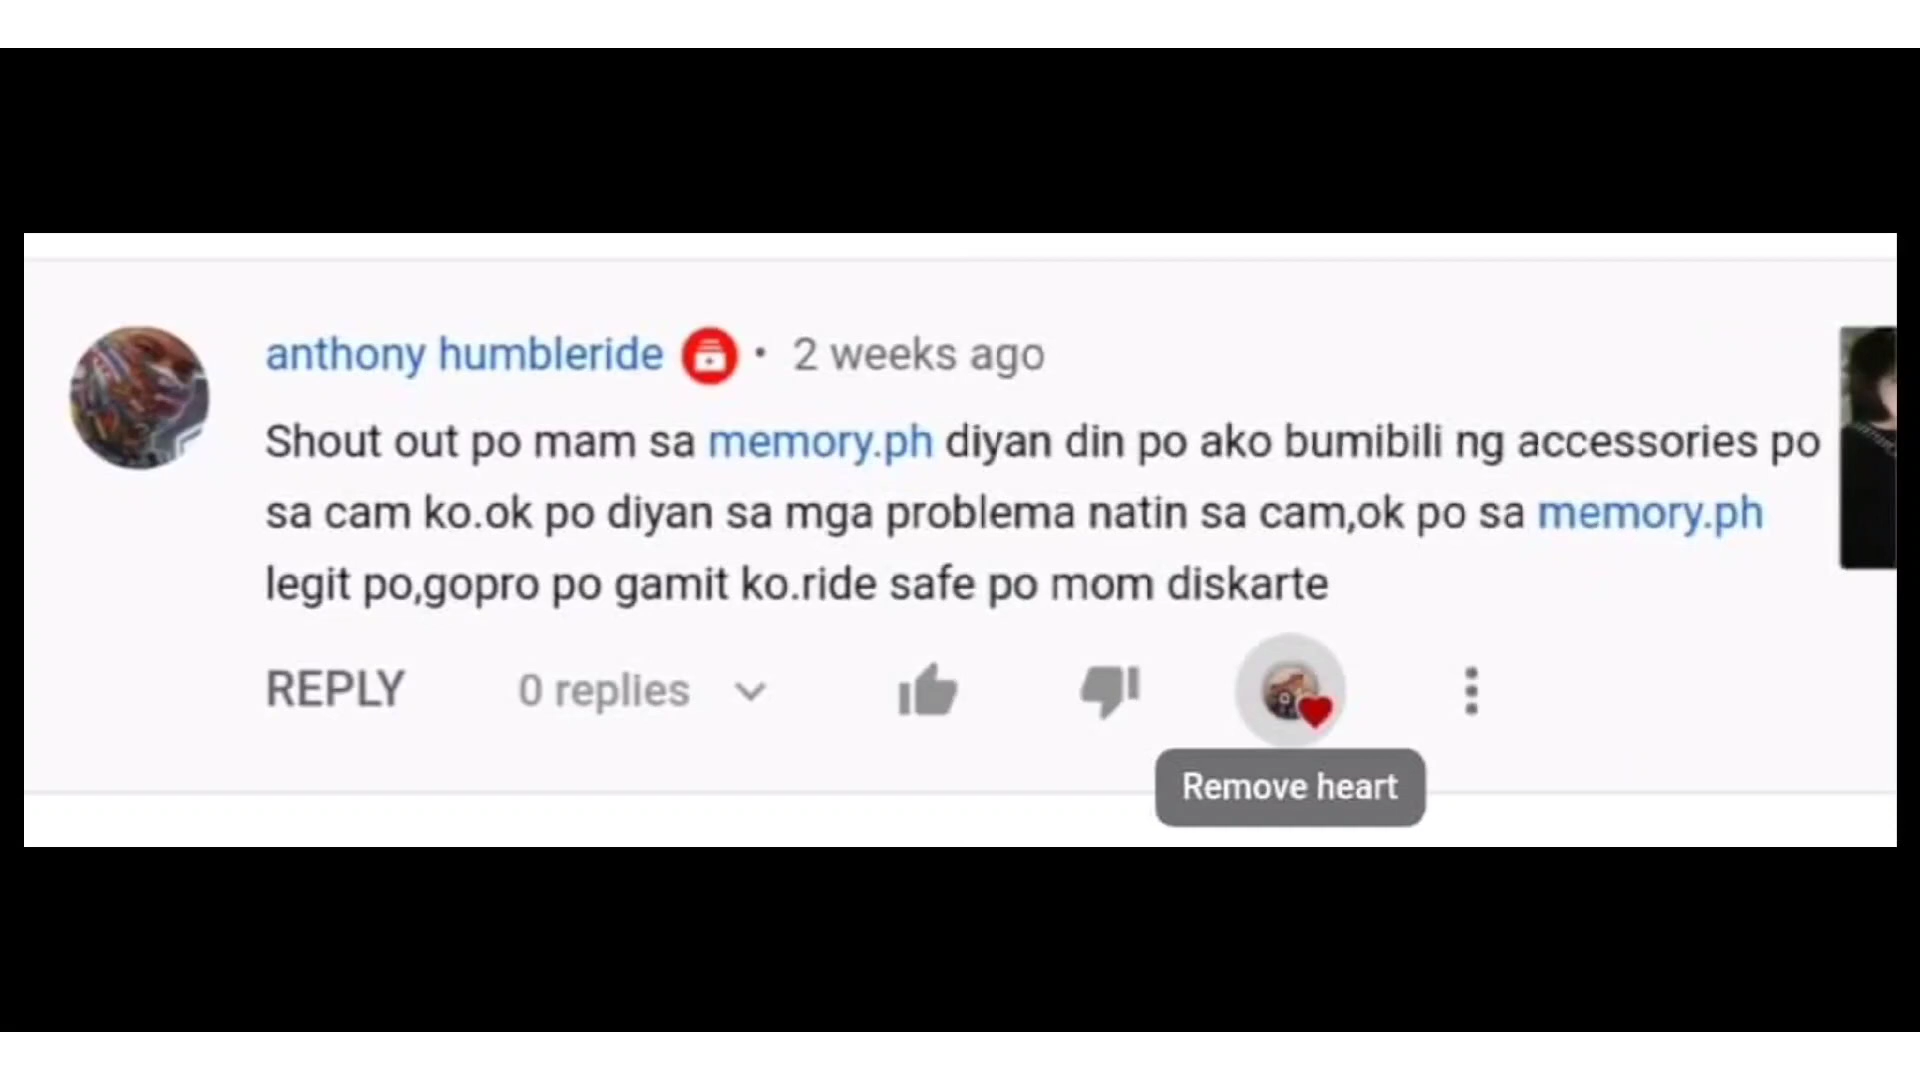 anthony humbleride • 2 weeks ago
Shout out po mam sa memory.ph diyan din po ako bumibili ng accessories po
sa cam ko.ok po diyan sa mga problema natin sa cam,ok po sa memory.ph
legit po,gopro po gamit ko.ride safe po mom diskarte
REPLY 0 replies
Remove heart